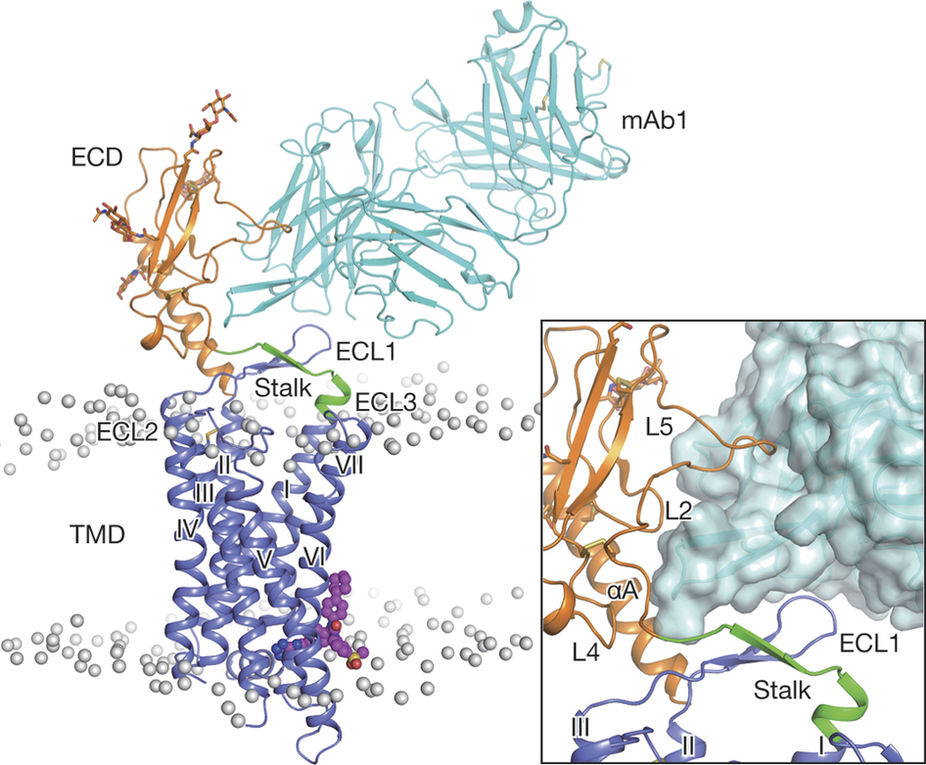 mAb1
ECD
ECL1
Stalk
ECL3
ECL2
II
VII
III
I
IV
TMD
V
VI
L5
L2
αA
L4
ECL1
Stalk
III
II
I